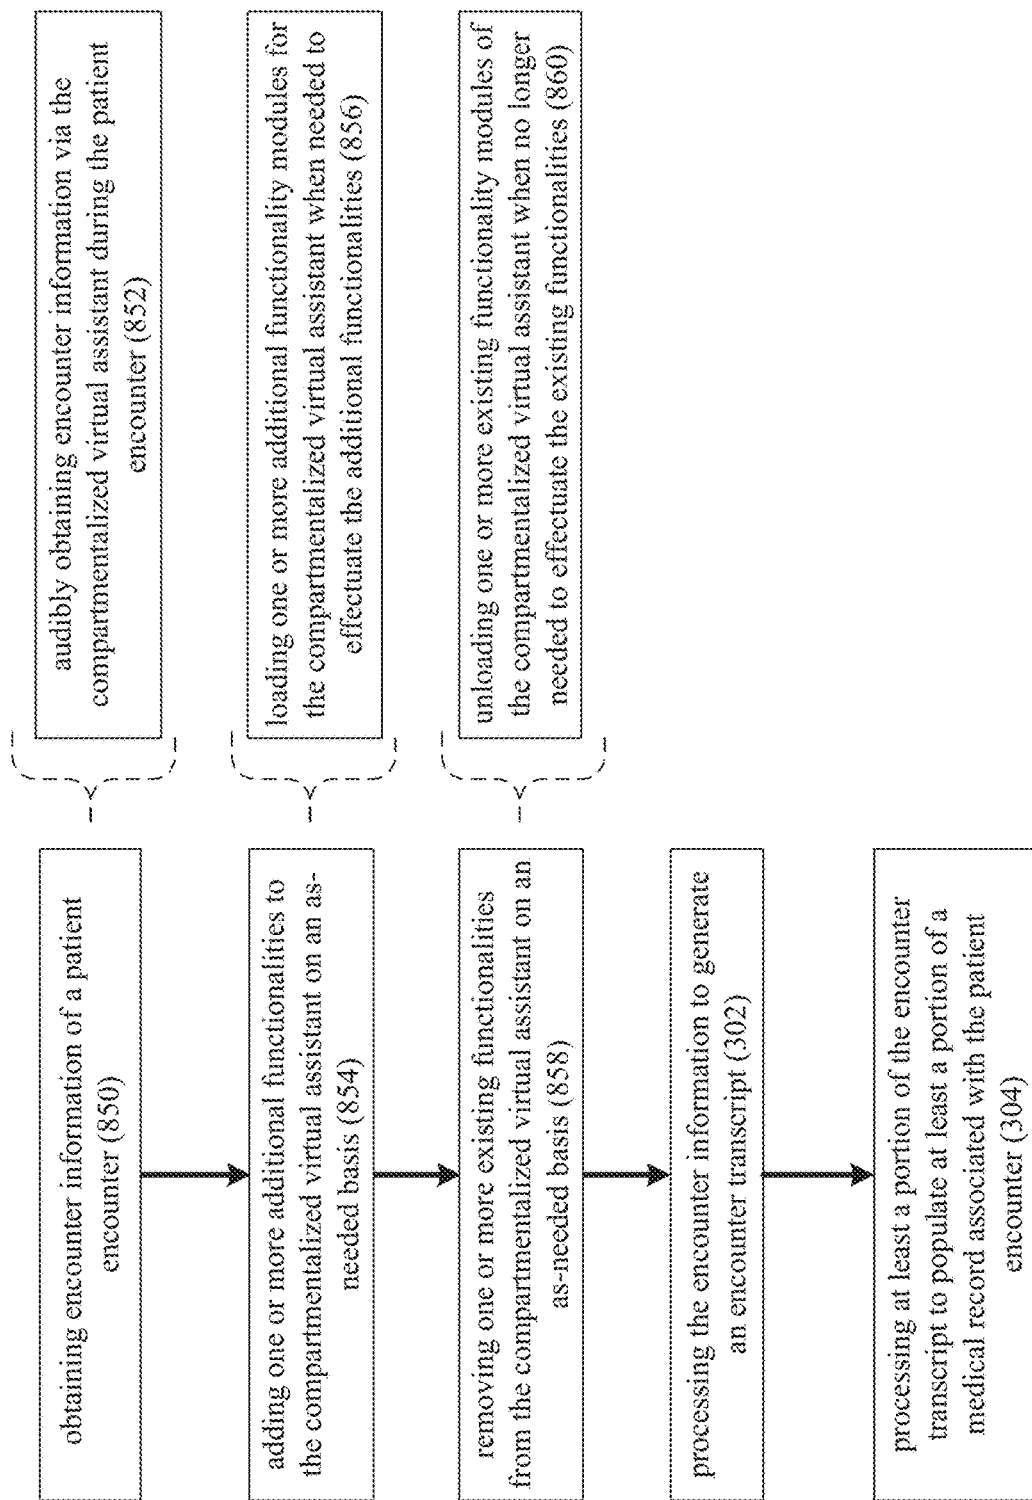 obtaining encounter information of a patient
encounter (850)
audibly obtaining encounter information via the
compartmentalized virtual assistant during the patient
encounter (852)
adding one or more additional functionalities to
the compartmentalized virtual assistant on an as-
needed basis (854)
loading one or more additional functionality modules for
the compartmentalized virtual assistant when needed to
effectuate the additional functionalities (856)
removing one or more existing functionalities
from the compartmentalized virtual assistant on an
as-needed basis (858)
unloading one or more existing functionality modules of
the compartmentalized virtual assistant when no longer
needed to effectuate the existing functionalities (860)
processing the encounter information to generate
an encounter transcript (302)
processing at least a portion of the encounter
transcript to populate at least a portion of a
medical record associated with the patient
encounter (304)